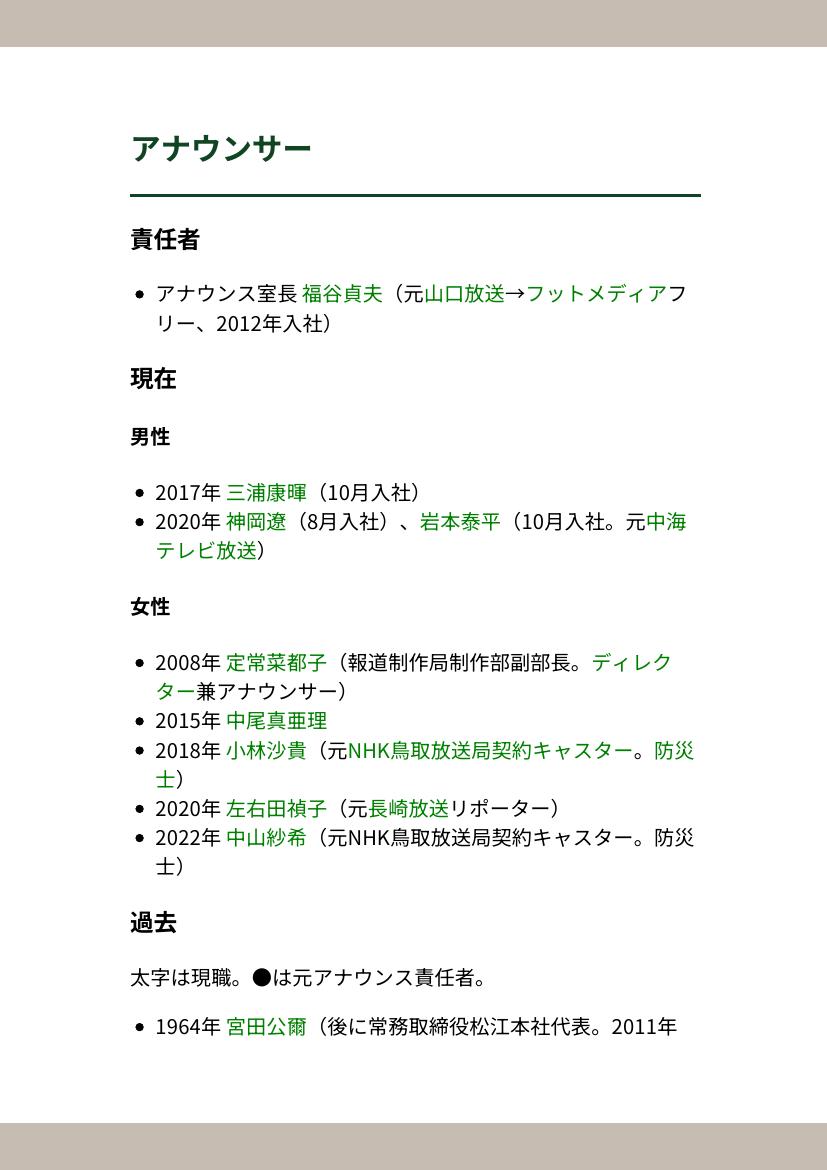 アナウンサー
責任者
• アナウンス室長 福谷貞夫（元山口放送→フットメディアフ
リー、2012年入社）
現在
男性
• 2017年 三浦康暉（10月入社）
• 2020年 神岡遼（8月入社）、岩本泰平（10月入社。元中海
テレビ放送）
女性
• 2008年 定常菜都子（報道制作局制作部副部長。ディレク
ター兼アナウンサー）
• 2015年 中尾真亜理
• 2018年 小林沙貴（元NHK鳥取放送局契約キャスター。防災
士）
• 2020年 左右田禎子（元長崎放送リポーター）
• 2022年 中山紗希（元NHK鳥取放送局契約キャスター。防災
士）
過去
太字は現職。●は元アナウンス責任者。
• 1964年 宮田公爾（後に常務取締役松江本社代表。2011年